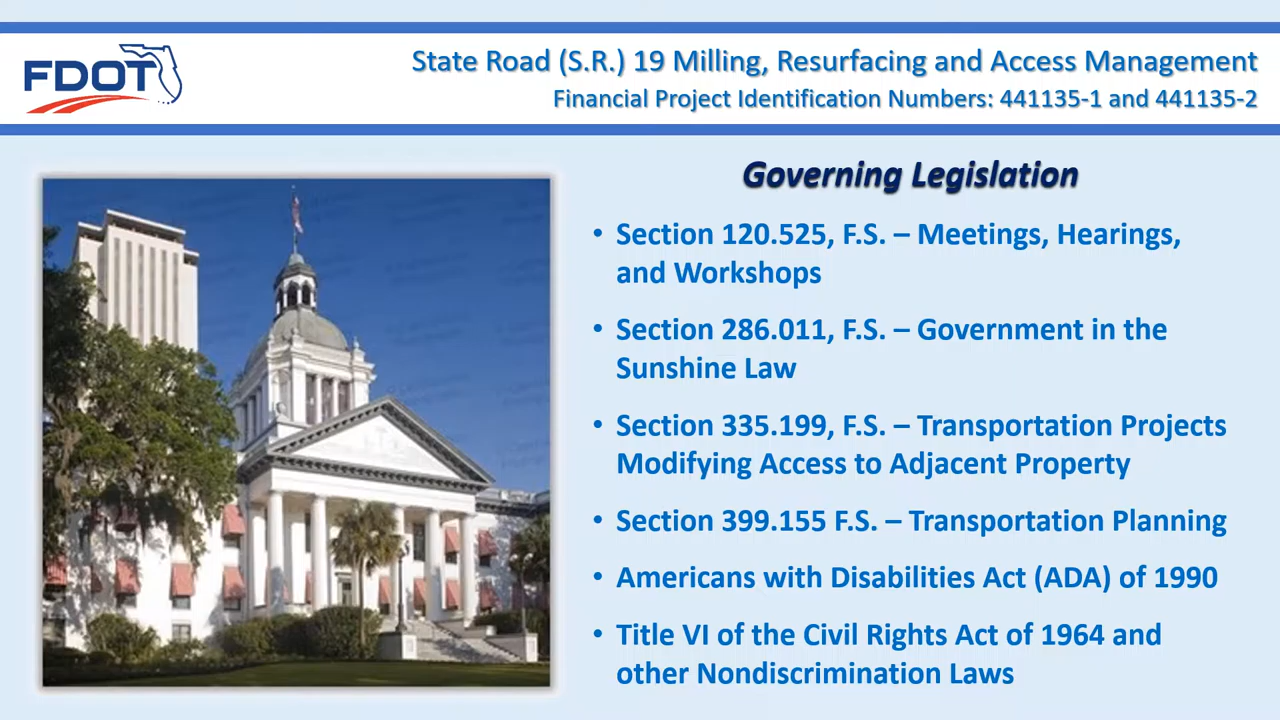 FDOT
State Road (S.R.) 19 Milling, Resurfacing and Access Management
Financial Project Identification Numbers: 441135-1 and 441135-2
Governing Legislation
• Section 120.525, F.S. – Meetings, Hearings,
and Workshops
• Section 286.011, F.S. – Government in the
Sunshine Law
• Section 335.199, F.S. – Transportation Projects
Modifying Access to Adjacent Property
• Section 399.155 F.S. – Transportation Planning
• Americans with Disabilities Act (ADA) of 1990
• Title VI of the Civil Rights Act of 1964 and
other Nondiscrimination Laws